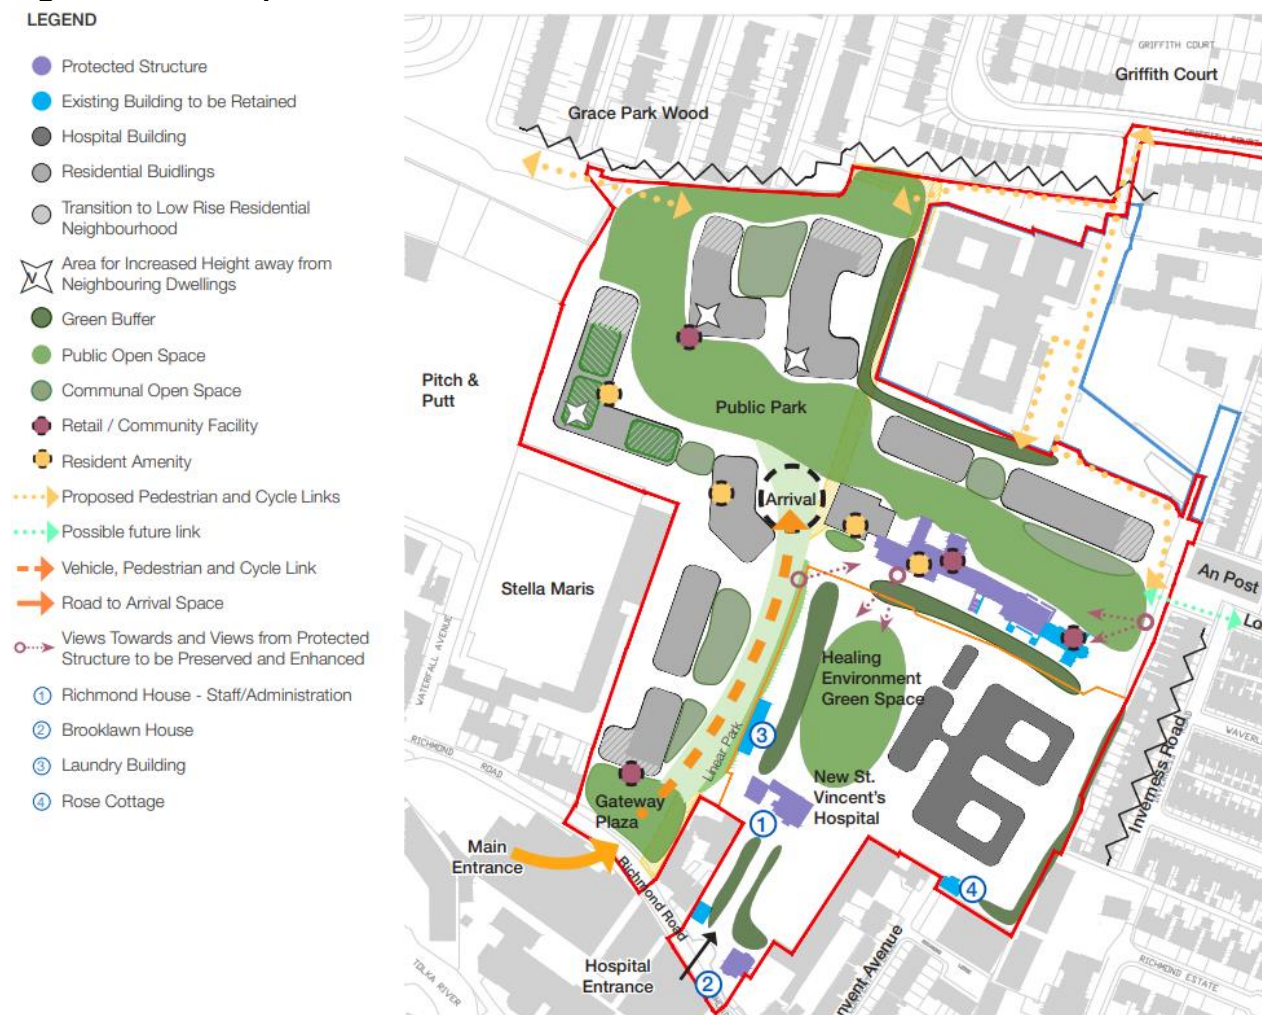 LEGEND
Protected Structure
Existing Building to be Retained
Hospital Building
Residential Buidlings
Transition to Low Rise Residential
Neighbourhood
Area for Increased Height away from
Neighbouring Dwellings
Green Buffer
Public Open Space
Communal Open Space
Retail / Community Facility
Resident Amenity
Proposed Pedestrian and Cycle Links
Possible future link
Vehicle, Pedestrian and Cycle Link
Road to Arrival Space
Views Towards and Views from Protected
Structure to be Preserved and Enhanced
1 Richmond House - Staff/Administration
2 Brooklawn House
3 Laundry Building
4 Rose Cottage
GRIFFITH COURT
Griffith Court
Grace Park Wood
GRIFFITH COURT
Pitch &
Putt
Public Park
Arrival
Stella Maris
An Post
Lo
WATERFALL AVENUE
Healing
Environment
Green Space
Linear Park
3
RICHMOND
ROAD
Inverness Road
WAVERL
Gateway
Plaza
New St.
Vincent's
Hospital
1
Main
Entrance
Richmond Road
4
Hospital
Entrance
2
nvent Avenue
RICHMOND ESTATE
TOLKA RIVER